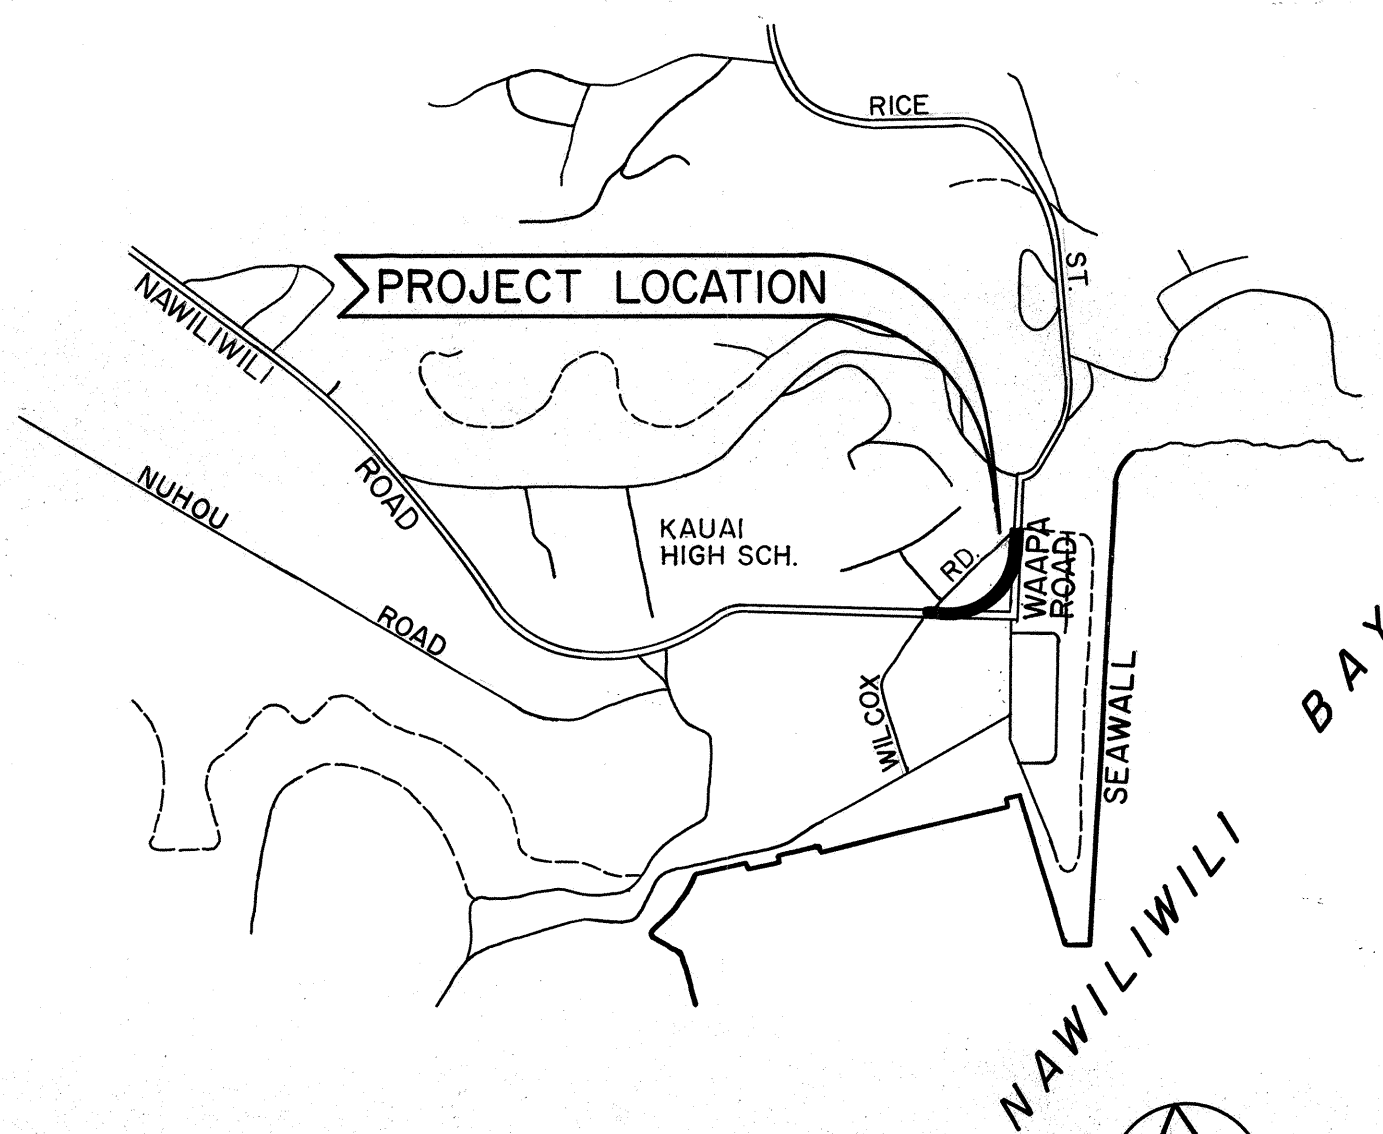 RICE
ST.
PROJECT LOCATION
NAWILIWILI
ROAD
NUHOU
ROAD
KAUAI
HIGH SCH.
RD.
WAAPA
ROAD
WILCOX
SEAWALL
NAWILIWILI
BAY